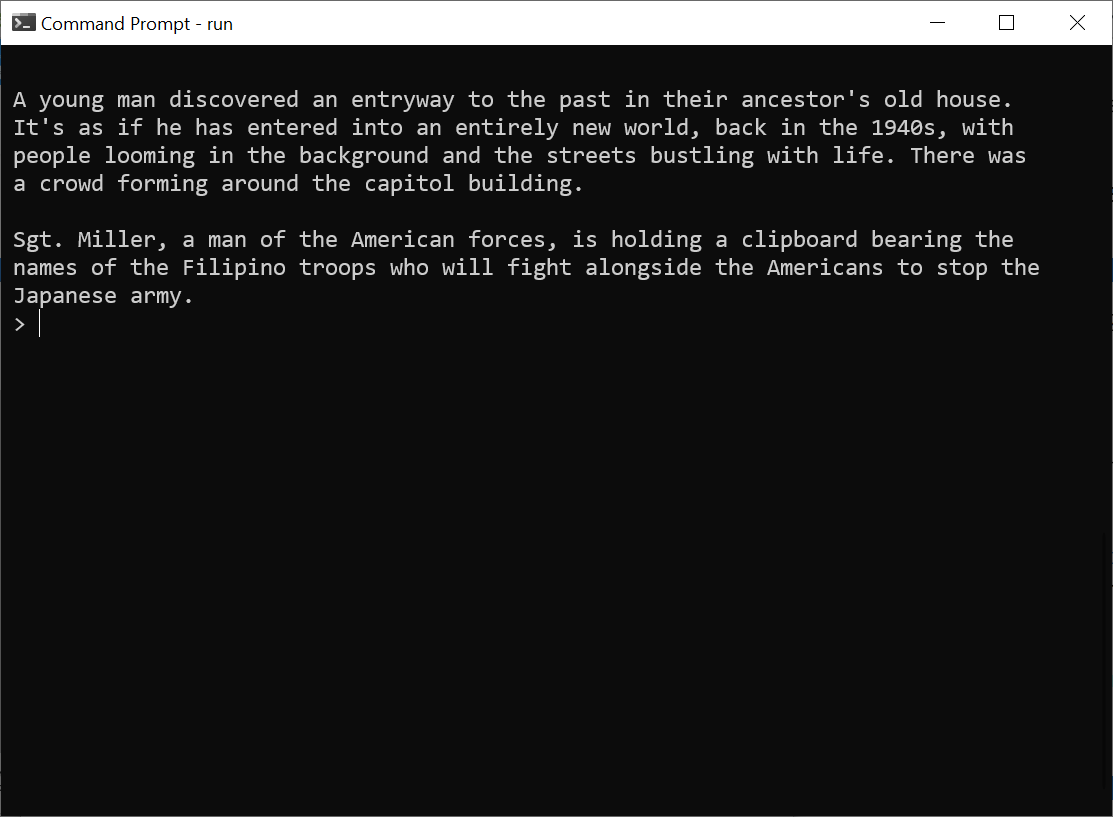 Command Prompt - run
A young man discovered an entryway to the past in their ancestor's old house.
It's as if he has entered into an entirely new world, back in the 1940s, with
people looming in the background and the streets bustling with life. There was
a crowd forming around the capitol building.
Sgt. Miller, a man of the American forces, is holding a clipboard bearing the
names of the Filipino troops who will fight alongside the Americans to stop the
Japanese army.
>